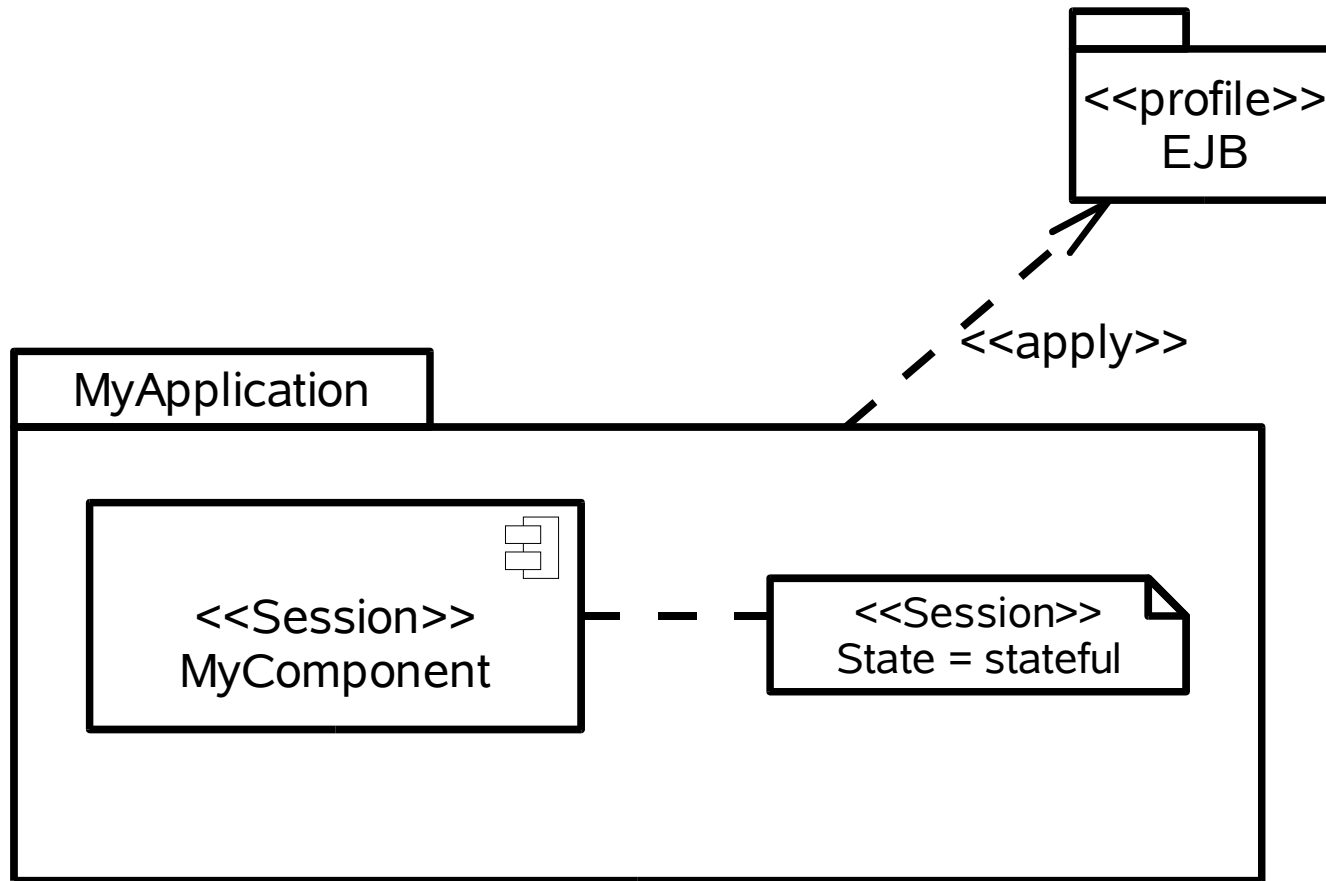 <<profile>>
EJB
<<apply>>
MyApplication
<<Session>>
MyComponent
<<Session>>
State = stateful